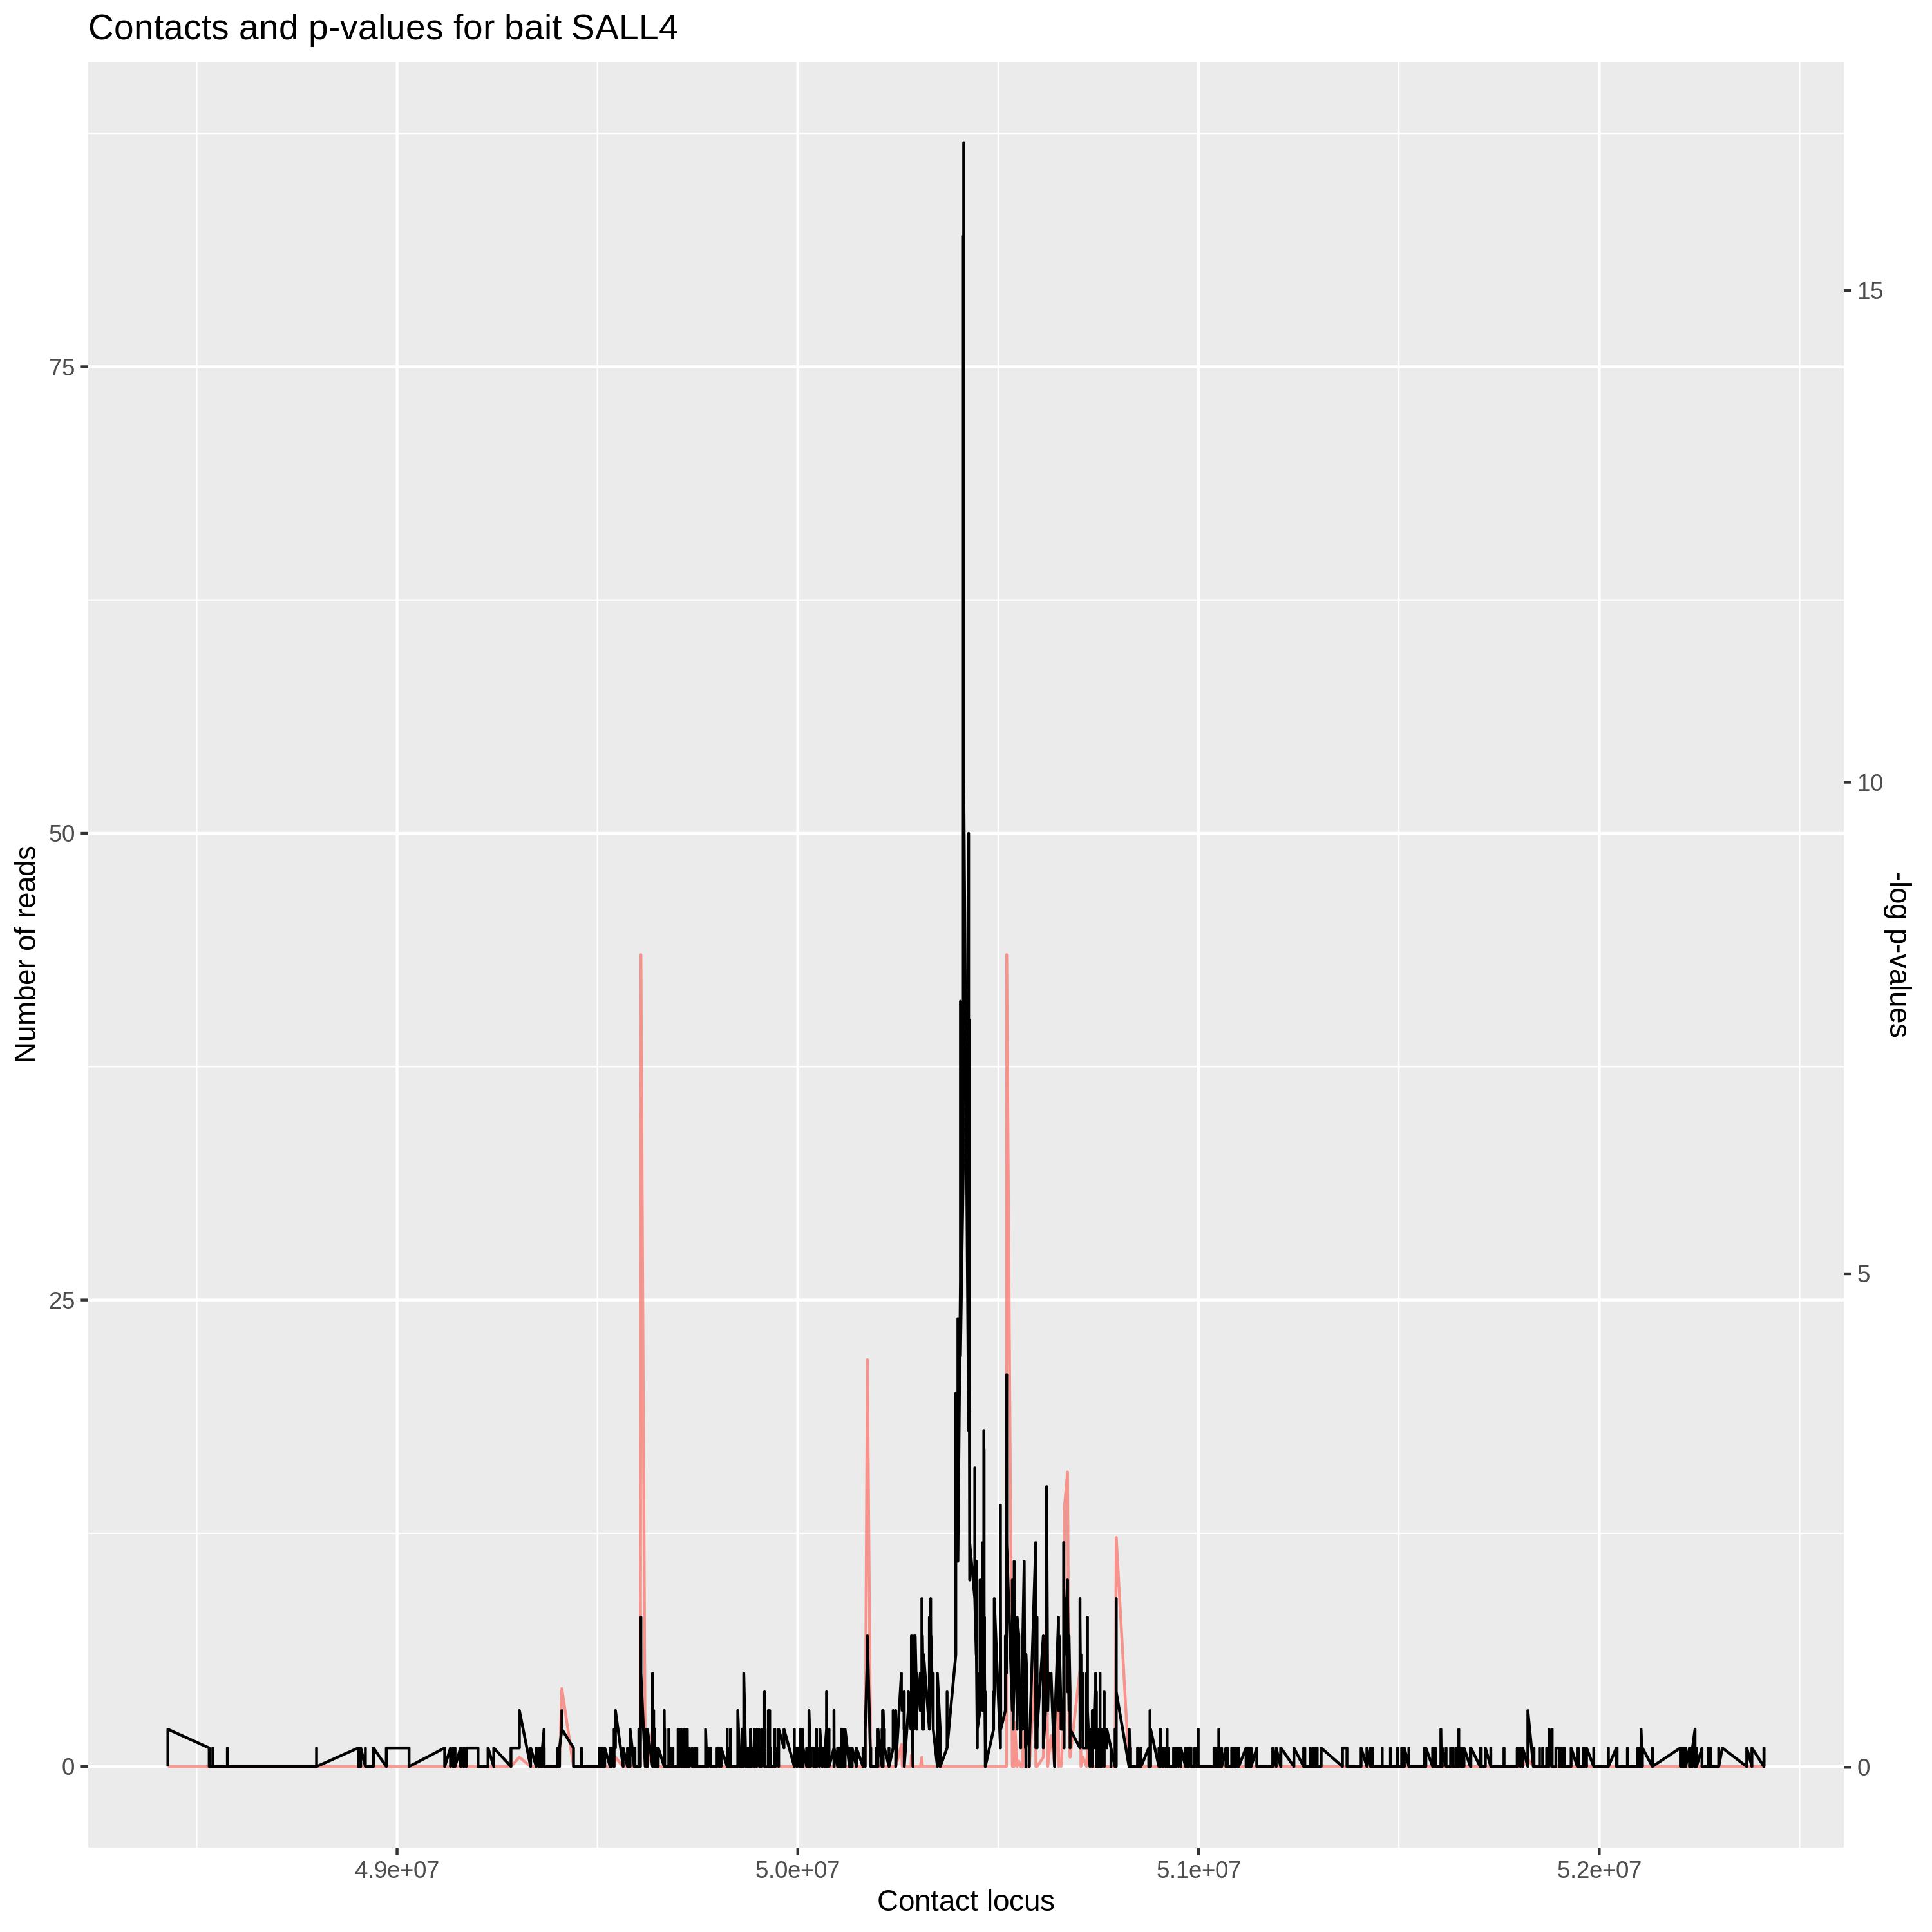 Contacts and p-values for bait SALL4
Number of reads
75
50
25
0
15
10
5
0
-log p-values
4.9e+07
5.0e+07
5.1e+07
5.2e+07
Contact locus